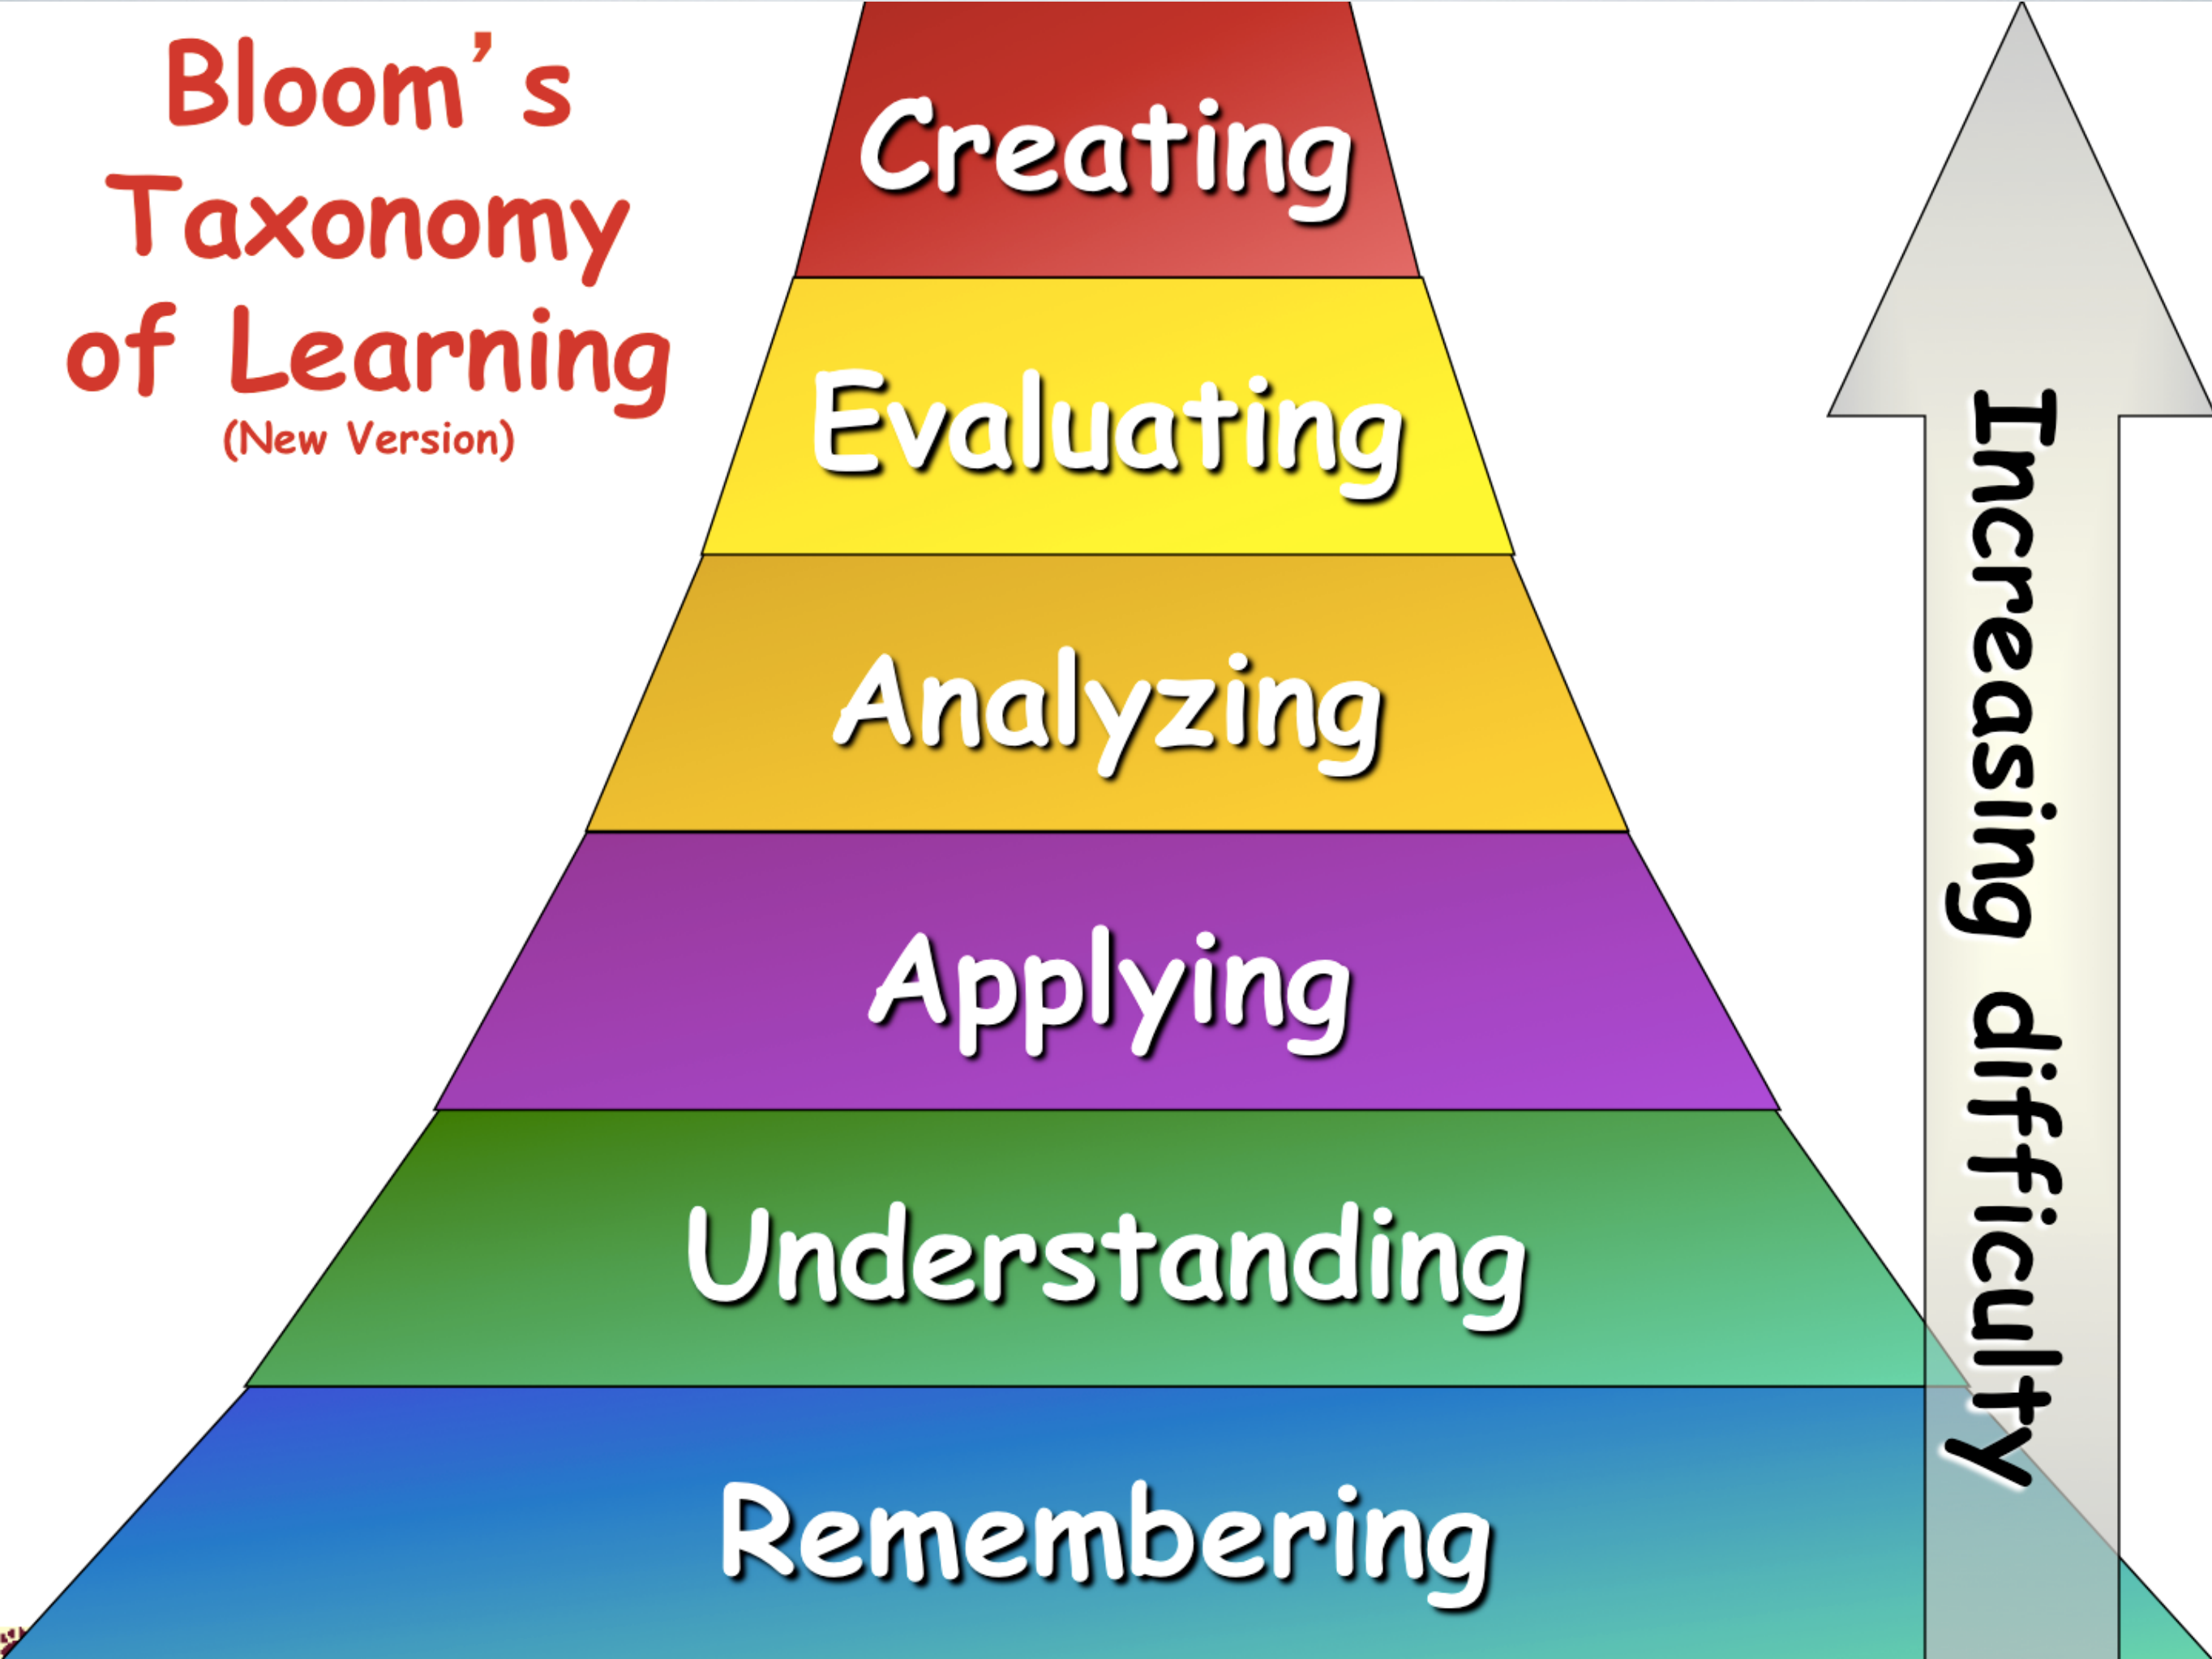 Bloom’s
Taxonomy
of Learning
(New Version)
Creating
Evaluating
Analyzing
Applying
Understanding
Remembering
Increasing difficulty